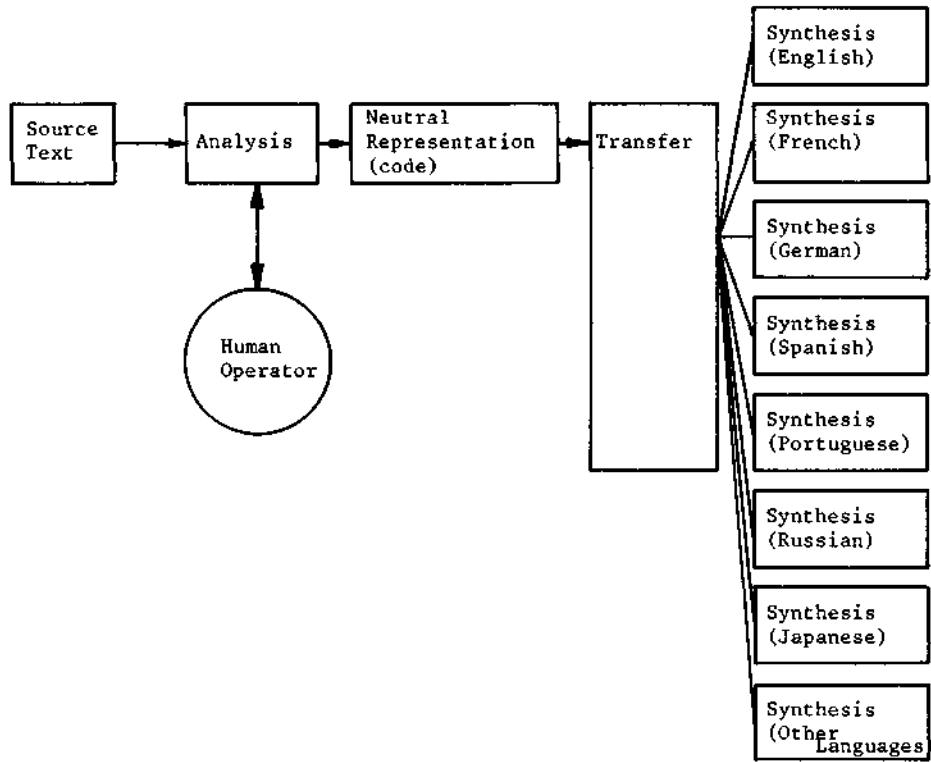 Source
Text
Analysis
Neutral
Representation
(code)
Transfer
Human
Operator
Synthesis
(English)
Synthesis
(French)
Synthesis
(German)
Synthesis
(Spanish)
Synthesis
(Portuguese)
Synthesis
(Russian)
Synthesis
(Japanese)
Synthesis
(Other
Languages